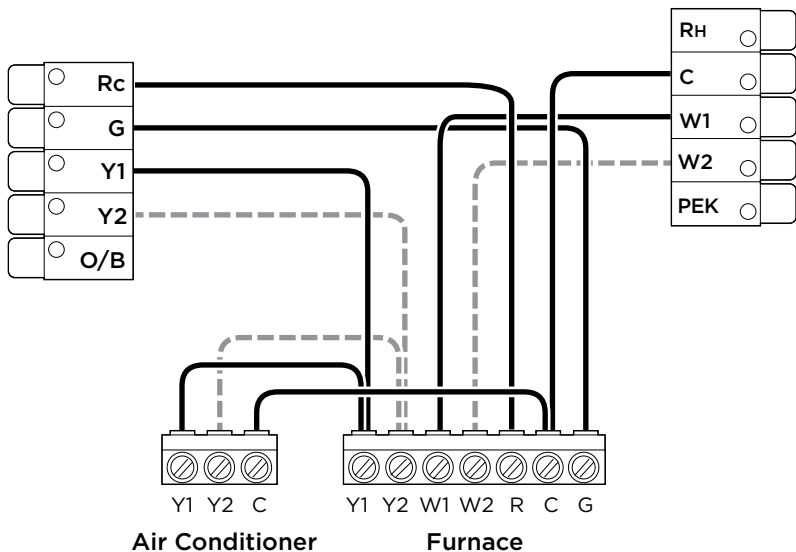 Rc
G
Y1
Y2
O/B
RH
C
W1
W2
PEK
Y1 Y2 C
Y1 Y2 W1 W2 R C G
Air Conditioner
Furnace